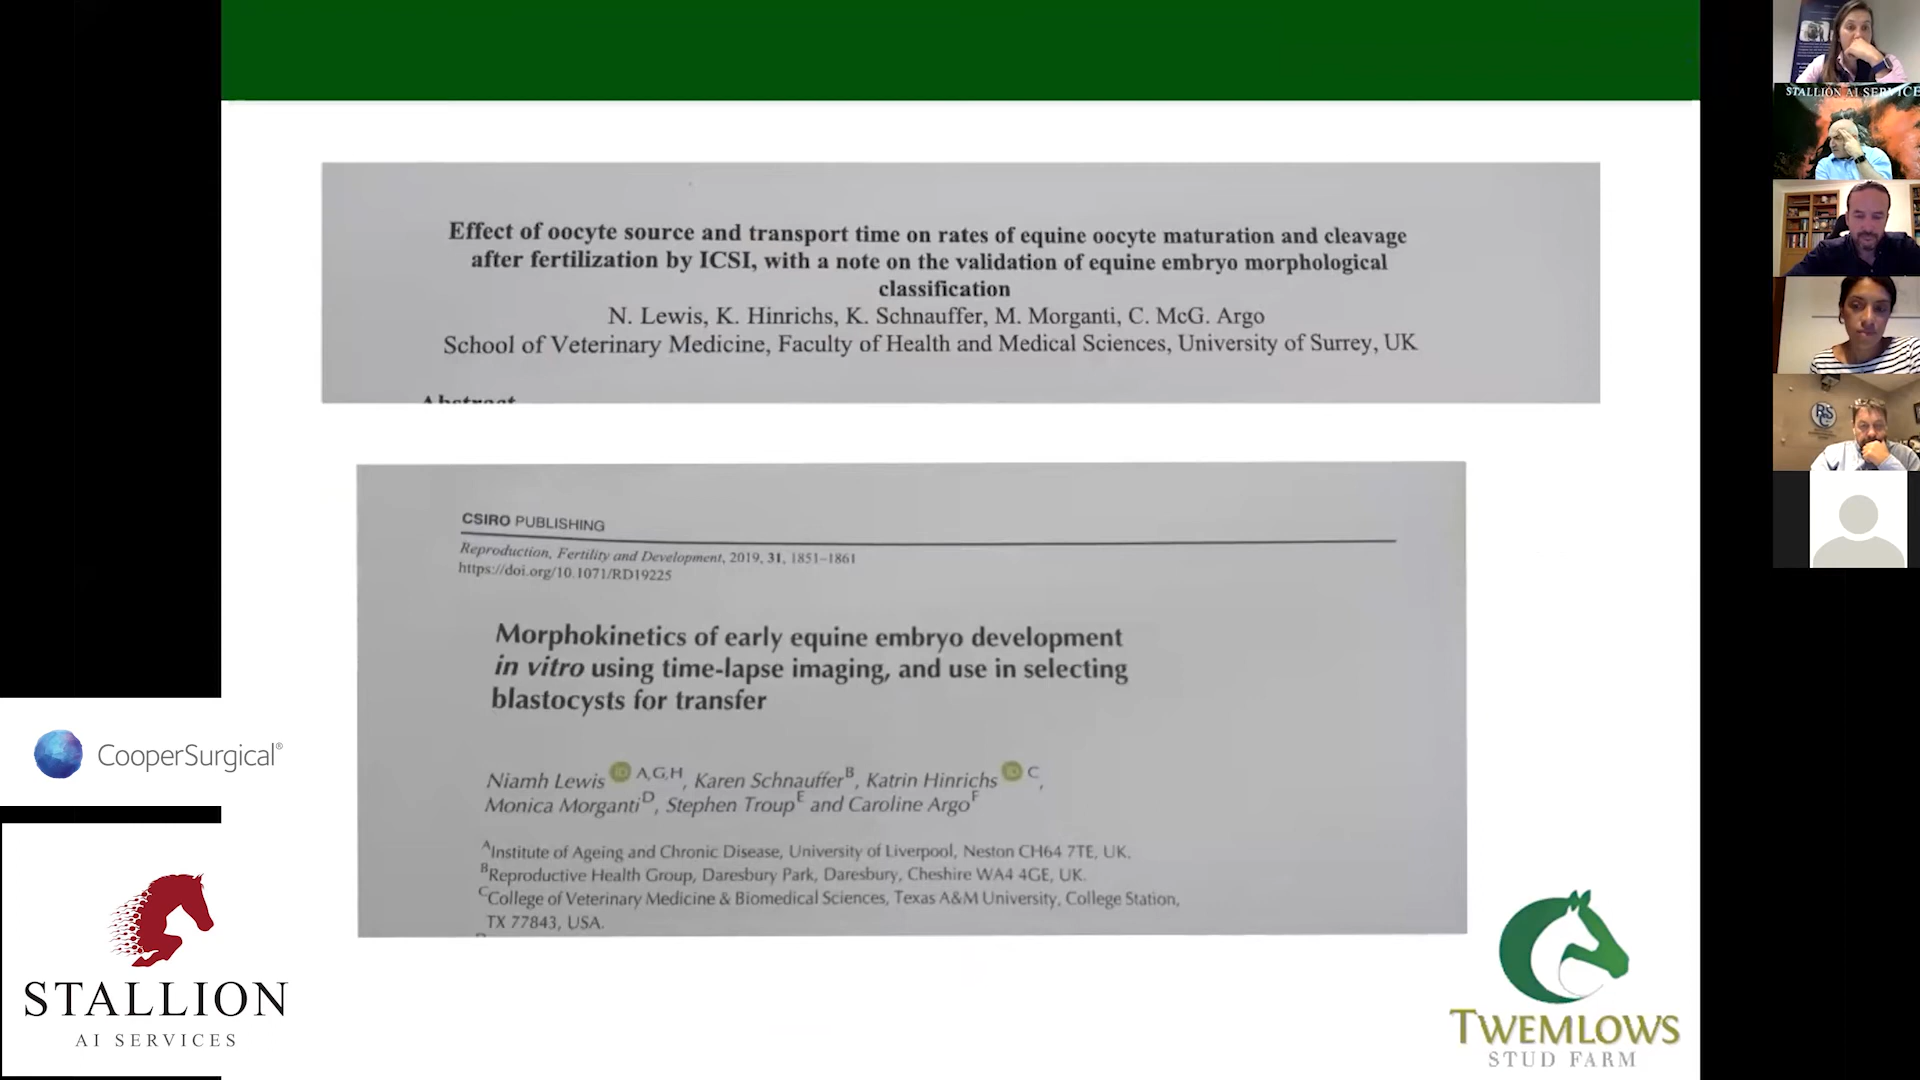 Effect of oocyte source and transport time on rates of equine oocyte maturation and cleavage
after fertilization by ICSI, with a note on the validation of equine embryo morphological
classification
N. Lewis, K. Hinrichs, K. Schnauffer, M. Morganti, C. McG. Argo
School of Veterinary Medicine, Faculty of Health and Medical Sciences, University of Surrey, UK
Abstract
CSIRO PUBLISHING
Reproduction, Fertility and Development, 2019, 31, 1851–1861
https://doi.org/10.1071/RD19225
Morphokinetics of early equine embryo development
in vitro using time-lapse imaging, and use in selecting
blastocysts for transfer
Niamh Lewis iD A,G,H, Karen Schnauffer B, Katrin Hinrichs iD C,
Monica Morganti D, Stephen Troup E and Caroline Argo F
A Institute of Ageing and Chronic Disease, University of Liverpool, Neston CH64 7TE, UK.
B Reproductive Health Group, Daresbury Park, Daresbury, Cheshire WA4 4GE, UK.
C College of Veterinary Medicine & Biomedical Sciences, Texas A&M University, College Station,
TX 77843, USA.
CooperSurgical®
STALLION
AI SERVICES
TWEMLOWS
STUD FARM
STALLION AI SERVICE
RSC